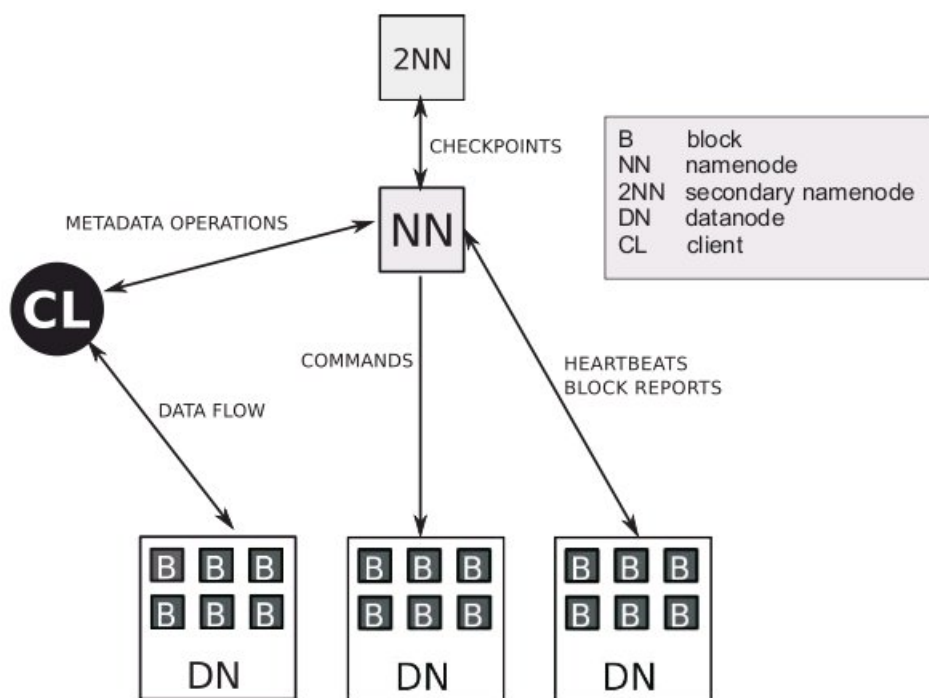 2NN
CHECKPOINTS
B block
NN namenode
2NN secondary namenode
DN datanode
CL client
METADATA OPERATIONS
NN
CL
COMMANDS
HEARTBEATS
BLOCK REPORTS
DATA FLOW
B B B
B B B
DN
B B B
B B B
DN
B B B
B B B
DN